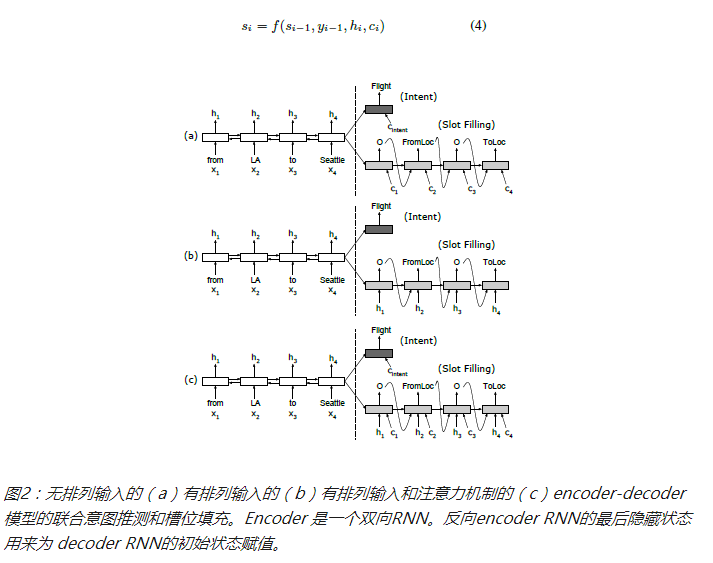 s_i = f(s_{i-1}, y_{i-1}, h_i, c_i) (4)
Flight
(Intent)
h_1 h_2 h_3 h_4
c_intent
(Slot Filling)
(a)
O FromLoc O ToLoc
from LA to Seattle
x_1 x_2 x_3 x_4
c_1 c_2 c_3 c_4
Flight
(Intent)
h_1 h_2 h_3 h_4
(Slot Filling)
(b)
O FromLoc O ToLoc
from LA to Seattle
x_1 x_2 x_3 x_4
h_1 h_2 h_3 h_4
Flight
(Intent)
h_1 h_2 h_3 h_4
c_intent
(Slot Filling)
(c)
O FromLoc O ToLoc
from LA to Seattle
x_1 x_2 x_3 x_4
h_1 c_1 h_2 c_2 h_3 c_3 h_4 c_4
图2：无排列输入的（a）有排列输入的（b）有排列输入和注意力机制的（c）encoder-decoder
模型的联合意图推测和槽位填充。Encoder 是一个双向RNN。反向encoder RNN的最后隐藏状态
用来为 decoder RNN的初始状态赋值。